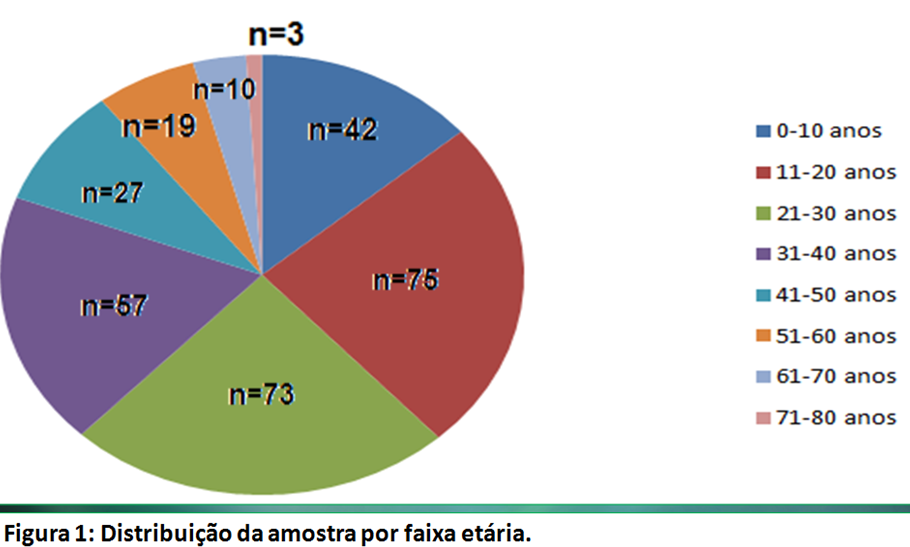 n=3
n=10
n=42
n=19
n=27
n=75
n=57
n=73
0-10 anos
11-20 anos
21-30 anos
31-40 anos
41-50 anos
51-60 anos
61-70 anos
71-80 anos
Figura 1: Distribuição da amostra por faixa etária.